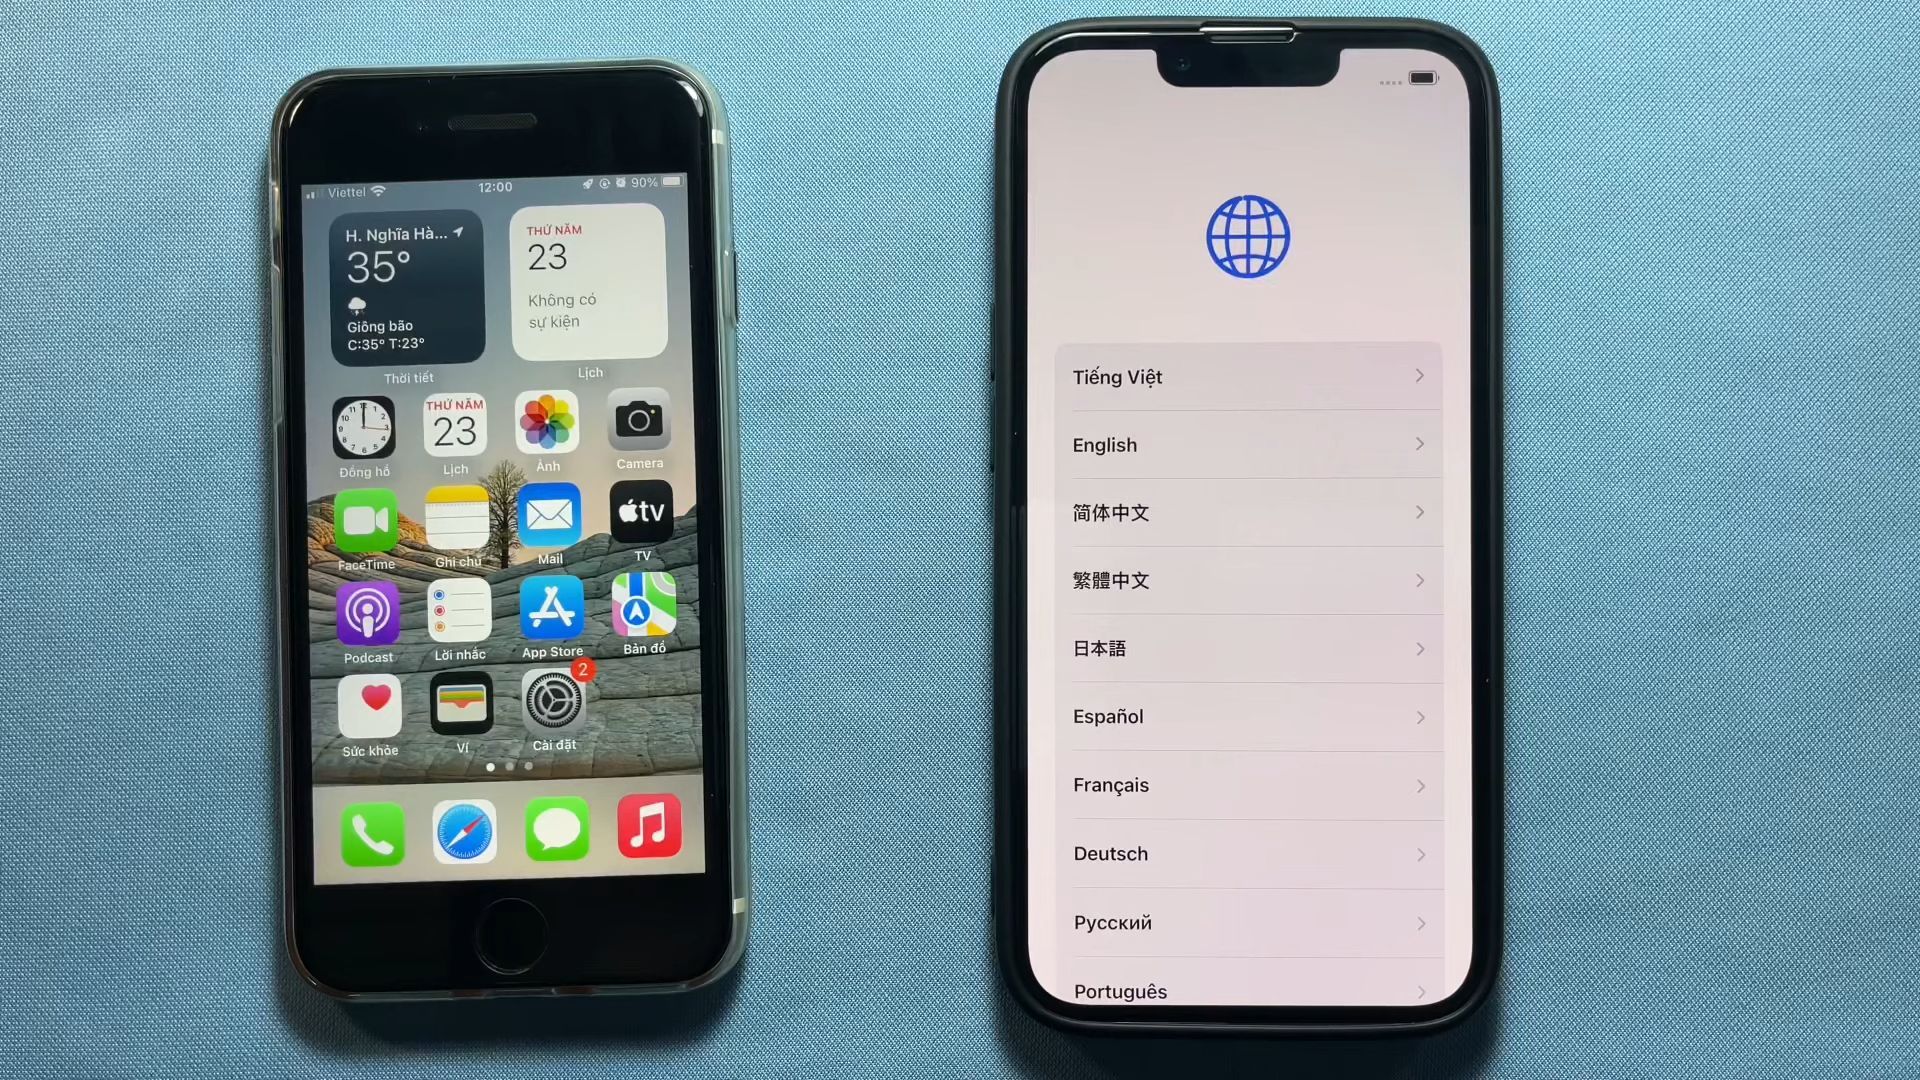 Viettel
12:00
90%
H. Nghĩa Hà...
35°
Giông bão
C:35° T:23°
Thời tiết
THỨ NĂM
23
Không có
sự kiện
Lịch
Đồng hồ
THỨ NĂM
23
Lịch
Ảnh
Camera
FaceTime
Ghi chú
Mail
tv
TV
Podcast
Lời nhắc
App Store
Bản đồ
Sức khỏe
Ví
2
Cài đặt
Tiếng Việt
English
简体中文
繁體中文
日本語
Español
Français
Deutsch
Русский
Português